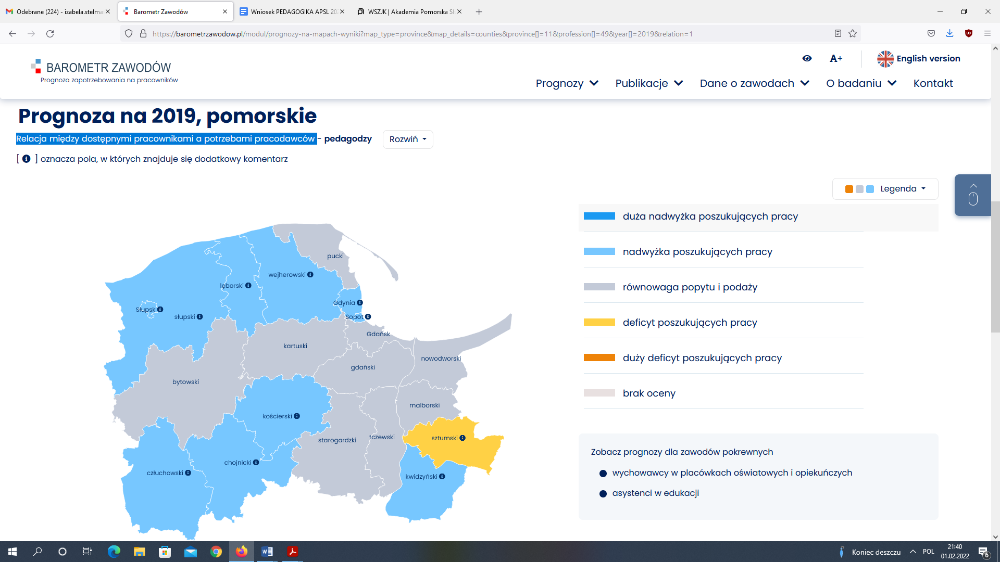 Odebrane (224) - izabela.stelma
Barometr Zawodów
Wniosek PEDAGOGIKA APSL 20
WSZJK | Akademia Pomorska Sł
https://barometrzawodow.pl/modul/prognozy-na-mapach-wyniki?map_type=province&map_details=counties&province[]=11&profession[]=49&year[]=2019&relation=1
BAROMETR ZAWODÓW
Prognoza zapotrzebowania na pracowników
A+
English version
Prognozy
Publikacje
Dane o zawodach
O badaniu
Kontakt
Prognoza na 2019, pomorskie
Relacja między dostępnymi pracownikami a potrzebami pracodawców - pedagodzy
Rozwiń
[ i ] oznacza pola, w których znajduje się dodatkowy komentarz
Legenda
duża nadwyżka poszukujących pracy
nadwyżka poszukujących pracy
równowaga popytu i podaży
deficyt poszukujących pracy
duży deficyt poszukujących pracy
brak oceny
pucki
wejherowski
lęborski
Gdynia
Słupsk
słupski
Sopot
Gdańsk
kartuski
nowodworski
gdański
bytowski
malborski
kościerski
sztumski
tczewski
starogardzki
chojnicki
człuchowski
kwidzyński
Zobacz prognozy dla zawodów pokrewnych
wychowawcy w placówkach oświatowych i opiekuńczych
asystenci w edukacji
Koniec deszczu
POL
21:40
01.02.2022
6